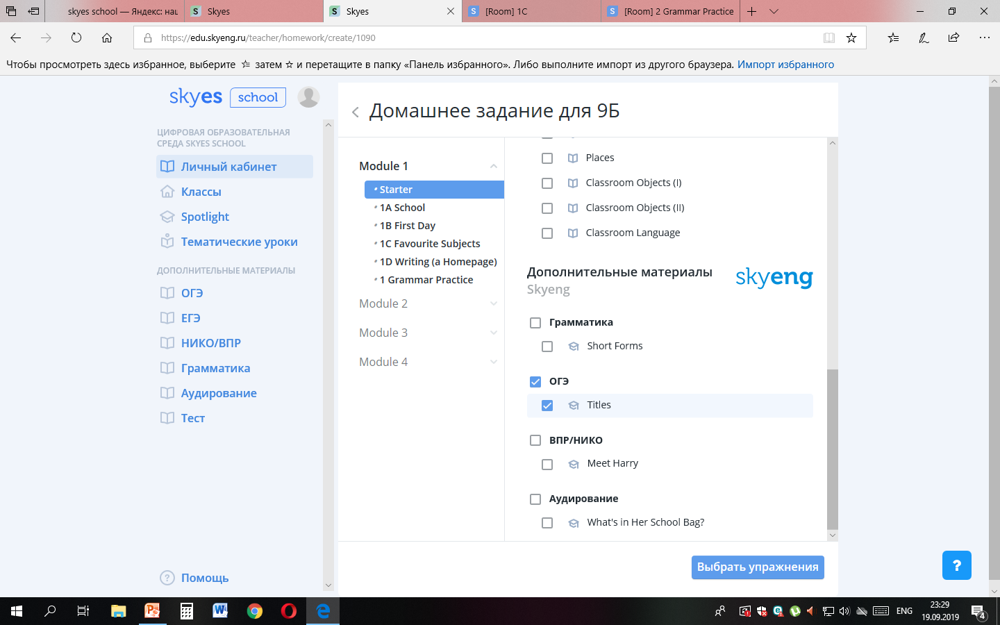 skyes school — Яндекс: наш
Skyes
Skyes
[Room] 1C
[Room] 2 Grammar Practice
https://edu.skyeng.ru/teacher/homework/create/1090
Чтобы просмотреть здесь избранное, выберите затем и перетащите в папку «Панель избранного». Либо выполните импорт из другого браузера. Импорт избранного
skyes school
ЦИФРОВАЯ ОБРАЗОВАТЕЛЬНАЯ
СРЕДА SKYES SCHOOL
Личный кабинет
Классы
Spotlight
Тематические уроки
ДОПОЛНИТЕЛЬНЫЕ МАТЕРИАЛЫ
ОГЭ
ЕГЭ
НИКО/ВПР
Грамматика
Аудирование
Тест
Помощь
Домашнее задание для 9Б
Module 1
Starter
1A School
1B First Day
1C Favourite Subjects
1D Writing (a Homepage)
1 Grammar Practice
Module 2
Module 3
Module 4
Places
Classroom Objects (I)
Classroom Objects (II)
Classroom Language
Дополнительные материалы
Skyeng
skyeng
Грамматика
Short Forms
ОГЭ
Titles
ВПР/НИКО
Meet Harry
Аудирование
What's in Her School Bag?
Выбрать упражнения
?
ENG
23:29
19.09.2019
4